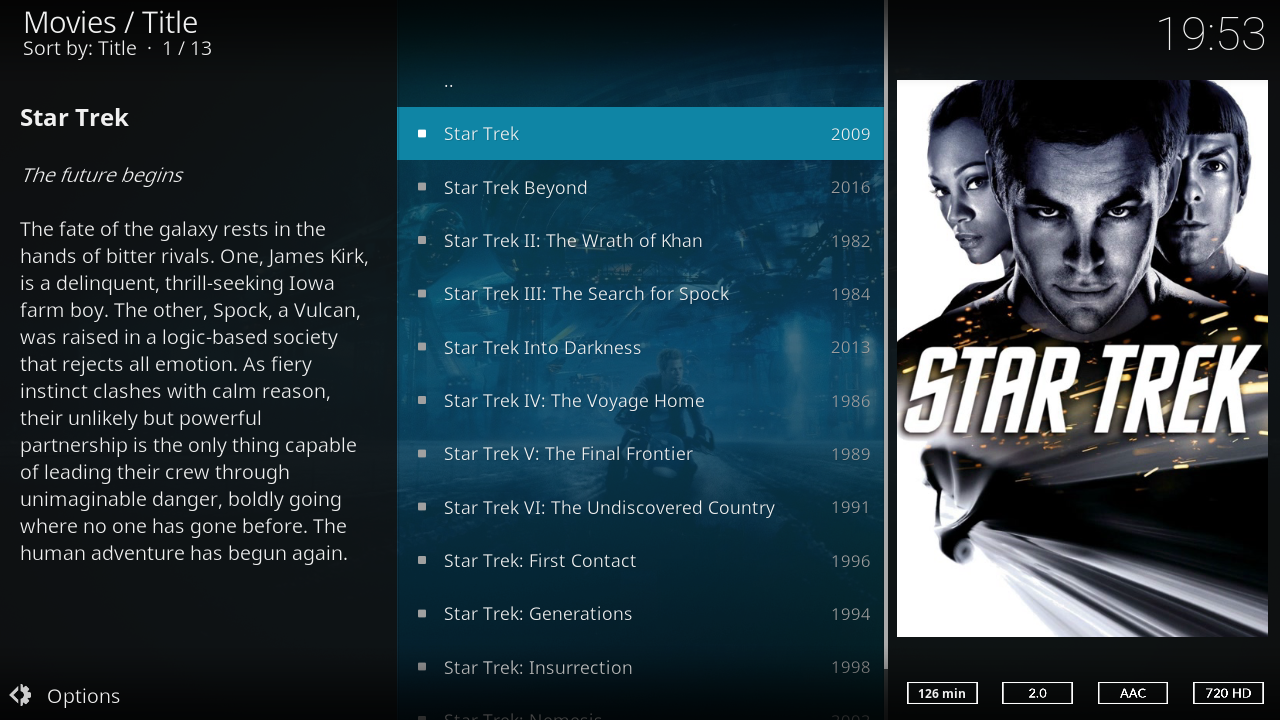 Movies / Title
Sort by: Title · 1 / 13
19:53
Star Trek
The future begins
The fate of the galaxy rests in the
hands of bitter rivals. One, James Kirk,
is a delinquent, thrill-seeking Iowa
farm boy. The other, Spock, a Vulcan,
was raised in a logic-based society
that rejects all emotion. As fiery
instinct clashes with calm reason,
their unlikely but powerful
partnership is the only thing capable
of leading their crew through
unimaginable danger, boldly going
where no one has gone before. The
human adventure has begun again.
..
Star Trek 2009
Star Trek Beyond 2016
Star Trek II: The Wrath of Khan 1982
Star Trek III: The Search for Spock 1984
Star Trek Into Darkness 2013
Star Trek IV: The Voyage Home 1986
Star Trek V: The Final Frontier 1989
Star Trek VI: The Undiscovered Country 1991
Star Trek: First Contact 1996
Star Trek: Generations 1994
Star Trek: Insurrection 1998
Star Trek: Nemesis 2002
STAR TREK
Options
126 min
2.0
AAC
720 HD